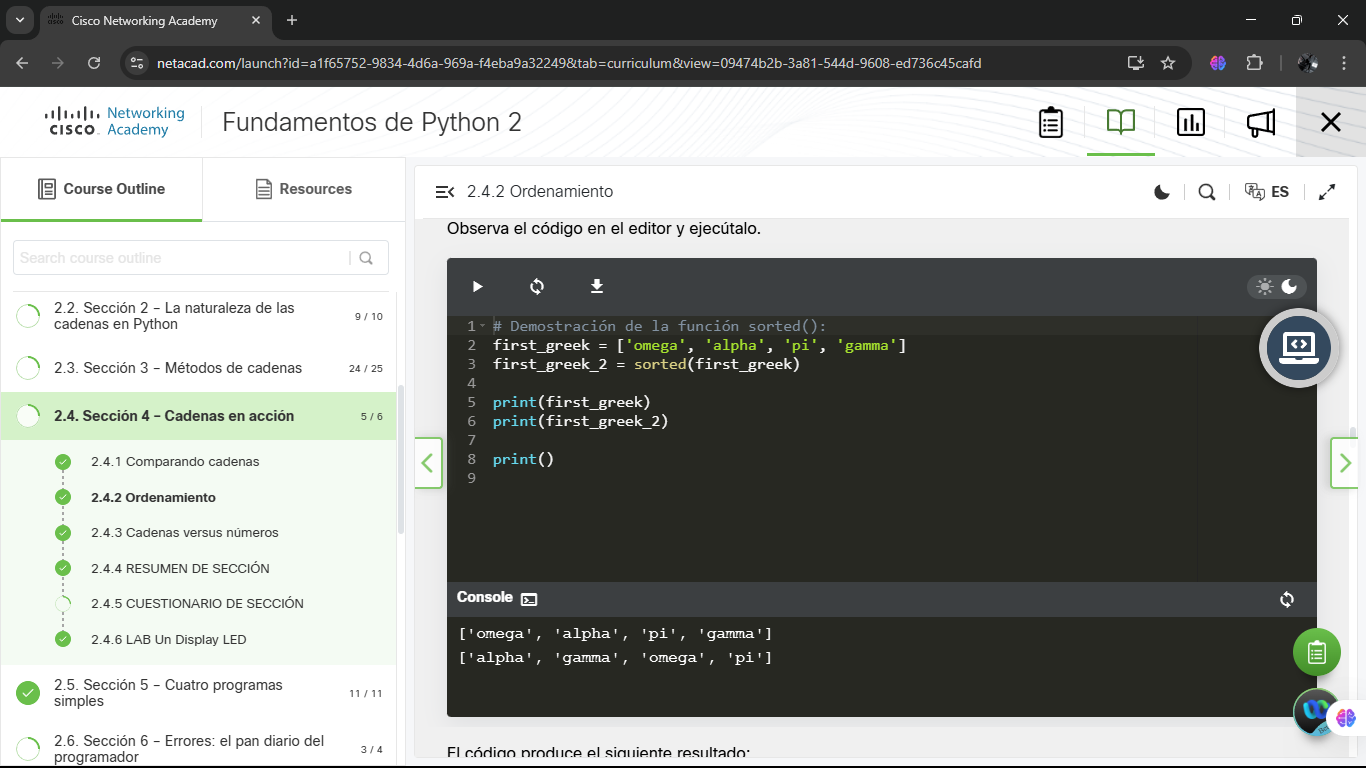 Cisco Networking Academy
netacad.com/launch?id=a1f65752-9834-4d6a-969a-f4eba9a32249&tab=curriculum&view=09474b2b-3a81-544d-9608-ed736c45cafd
CISCO Networking Academy
Fundamentos de Python 2
Course Outline
Resources
Search course outline
2.2. Sección 2 – La naturaleza de las
cadenas en Python
9 / 10
2.3. Sección 3 – Métodos de cadenas
24 / 25
2.4. Sección 4 – Cadenas en acción
5 / 6
2.4.1 Comparando cadenas
2.4.2 Ordenamiento
2.4.3 Cadenas versus números
2.4.4 RESUMEN DE SECCIÓN
2.4.5 CUESTIONARIO DE SECCIÓN
2.4.6 LAB Un Display LED
2.5. Sección 5 – Cuatro programas
simples
11 / 11
2.6. Sección 6 – Errores: el pan diario del
programador
3 / 4
2.4.2 Ordenamiento
ES
Observa el código en el editor y ejecútalo.
1 # Demostración de la función sorted():
2 first_greek = ['omega', 'alpha', 'pi', 'gamma']
3 first_greek_2 = sorted(first_greek)
4
5 print(first_greek)
6 print(first_greek_2)
7
8 print()
9
Console
['omega', 'alpha', 'pi', 'gamma']
['alpha', 'gamma', 'omega', 'pi']
El código produce el siguiente resultado: